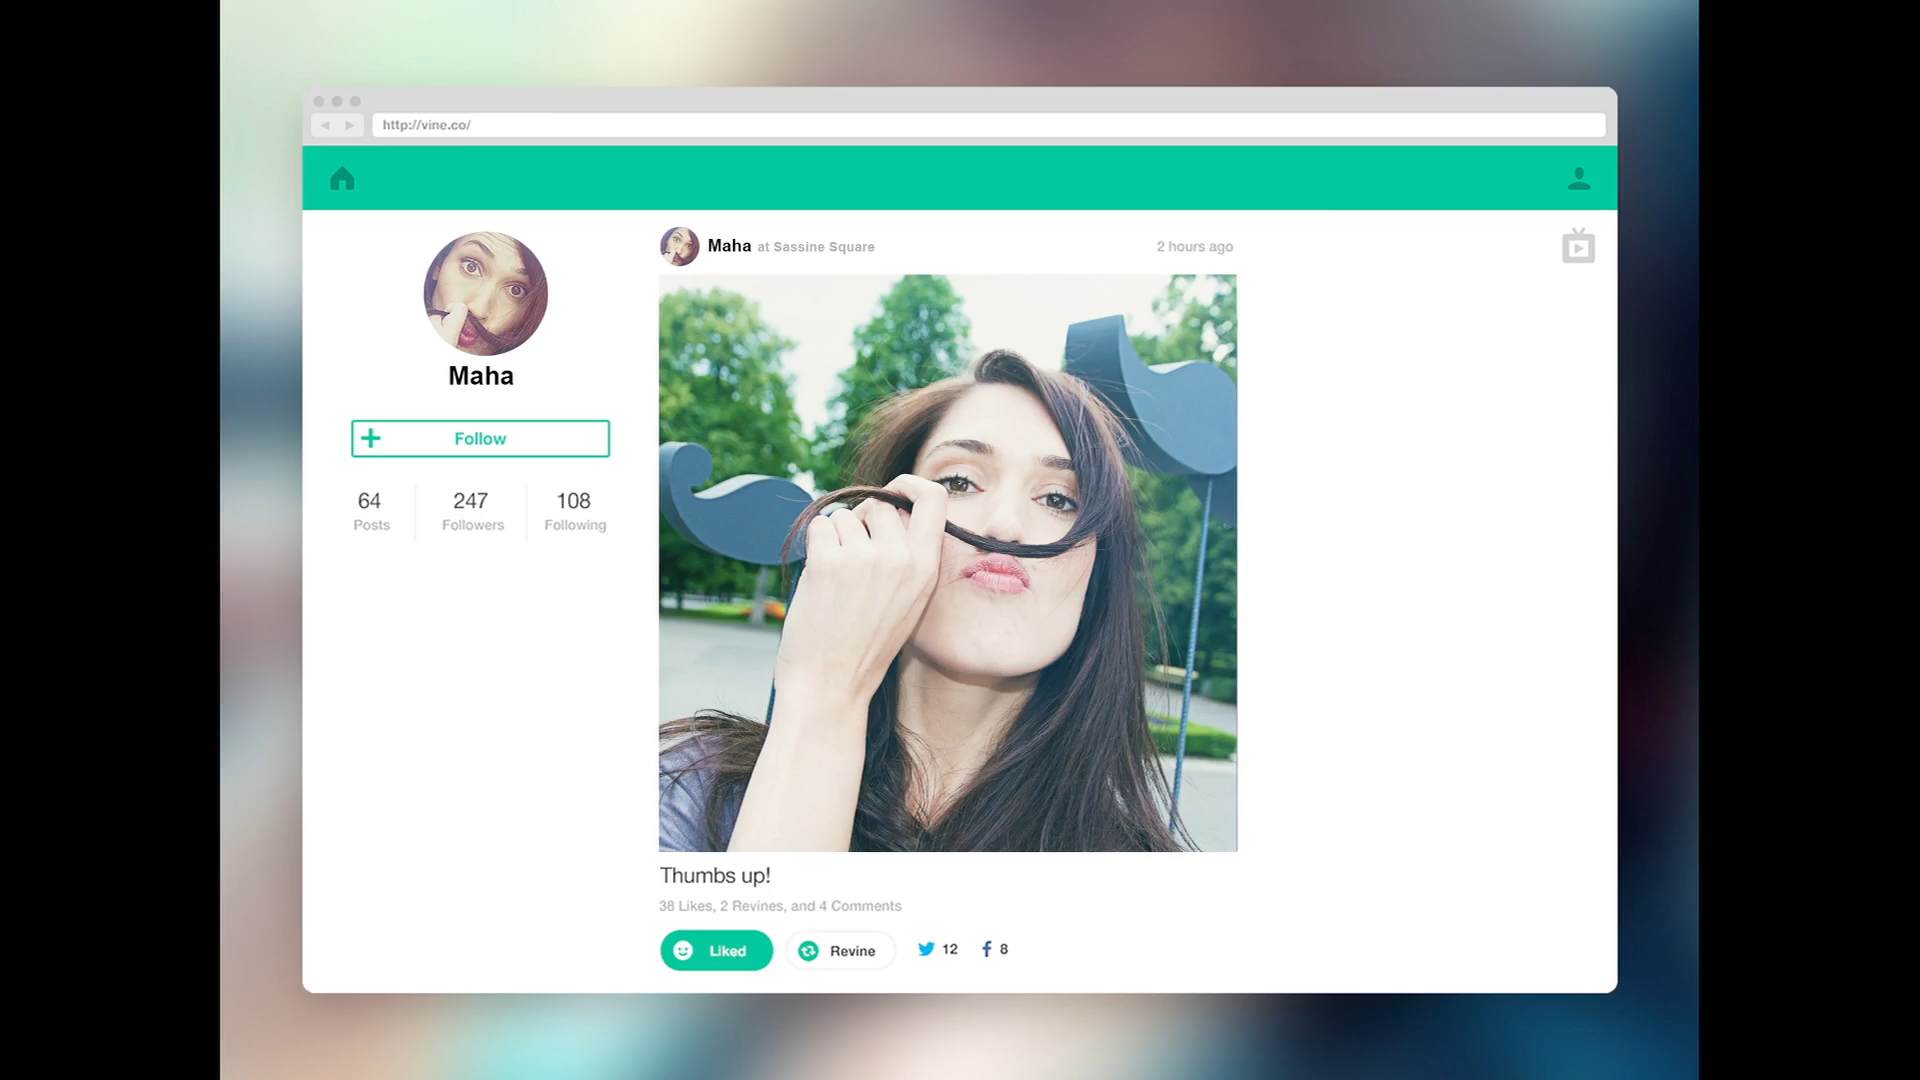 http://vine.co/
Maha
Follow
64
247
108
Posts
Followers
Following
Maha at Sassine Square
2 hours ago
Thumbs up!
38 Likes, 2 Revines, and 4 Comments
Liked
Revine
12
8